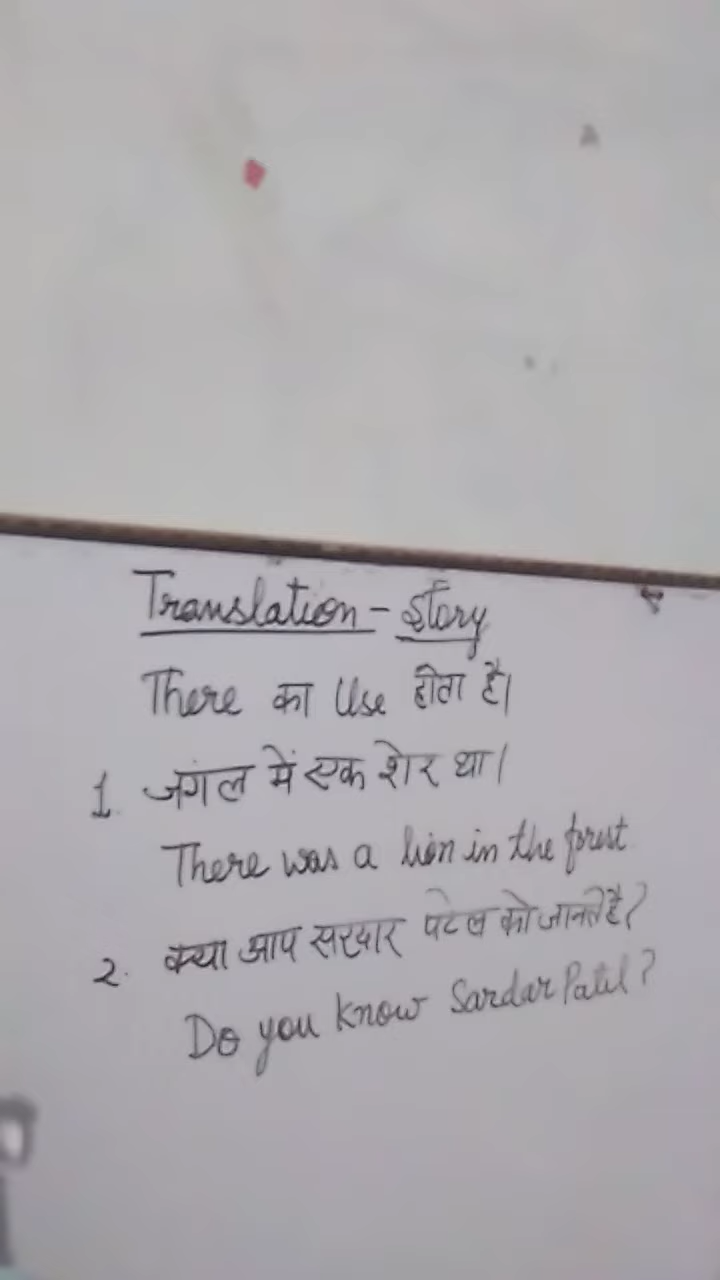 Translation - Story
There का Use होता है।
1. जगंल में एक शेर था।
There was a lion in the forest
2. क्या आप सरदार पटेल को जानते है?
Do you know Sardar Patel?